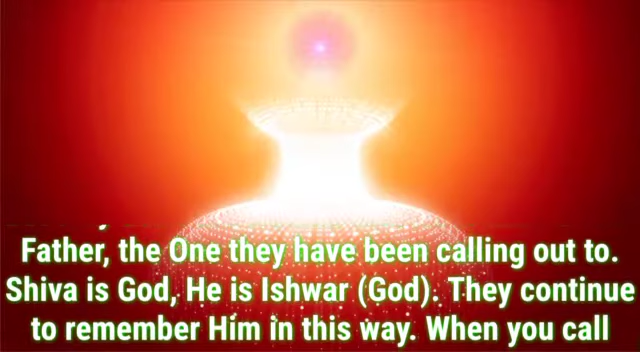 Father, the One they have been calling out to.
Shiva is God, He is Ishwar (God). They continue
to remember Him in this way. When you call